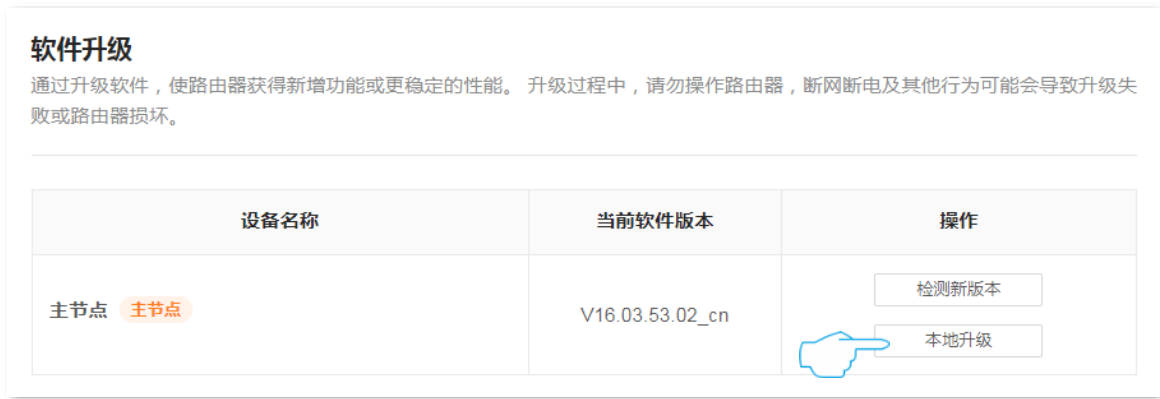 软件升级
通过升级软件，使路由器获得新增功能或更稳定的性能。 升级过程中，请勿操作路由器，断网断电及其他行为可能会导致升级失
败或路由器损坏。
设备名称 当前软件版本 操作
主节点 主节点 V16.03.53.02_cn 检测新版本
本地升级